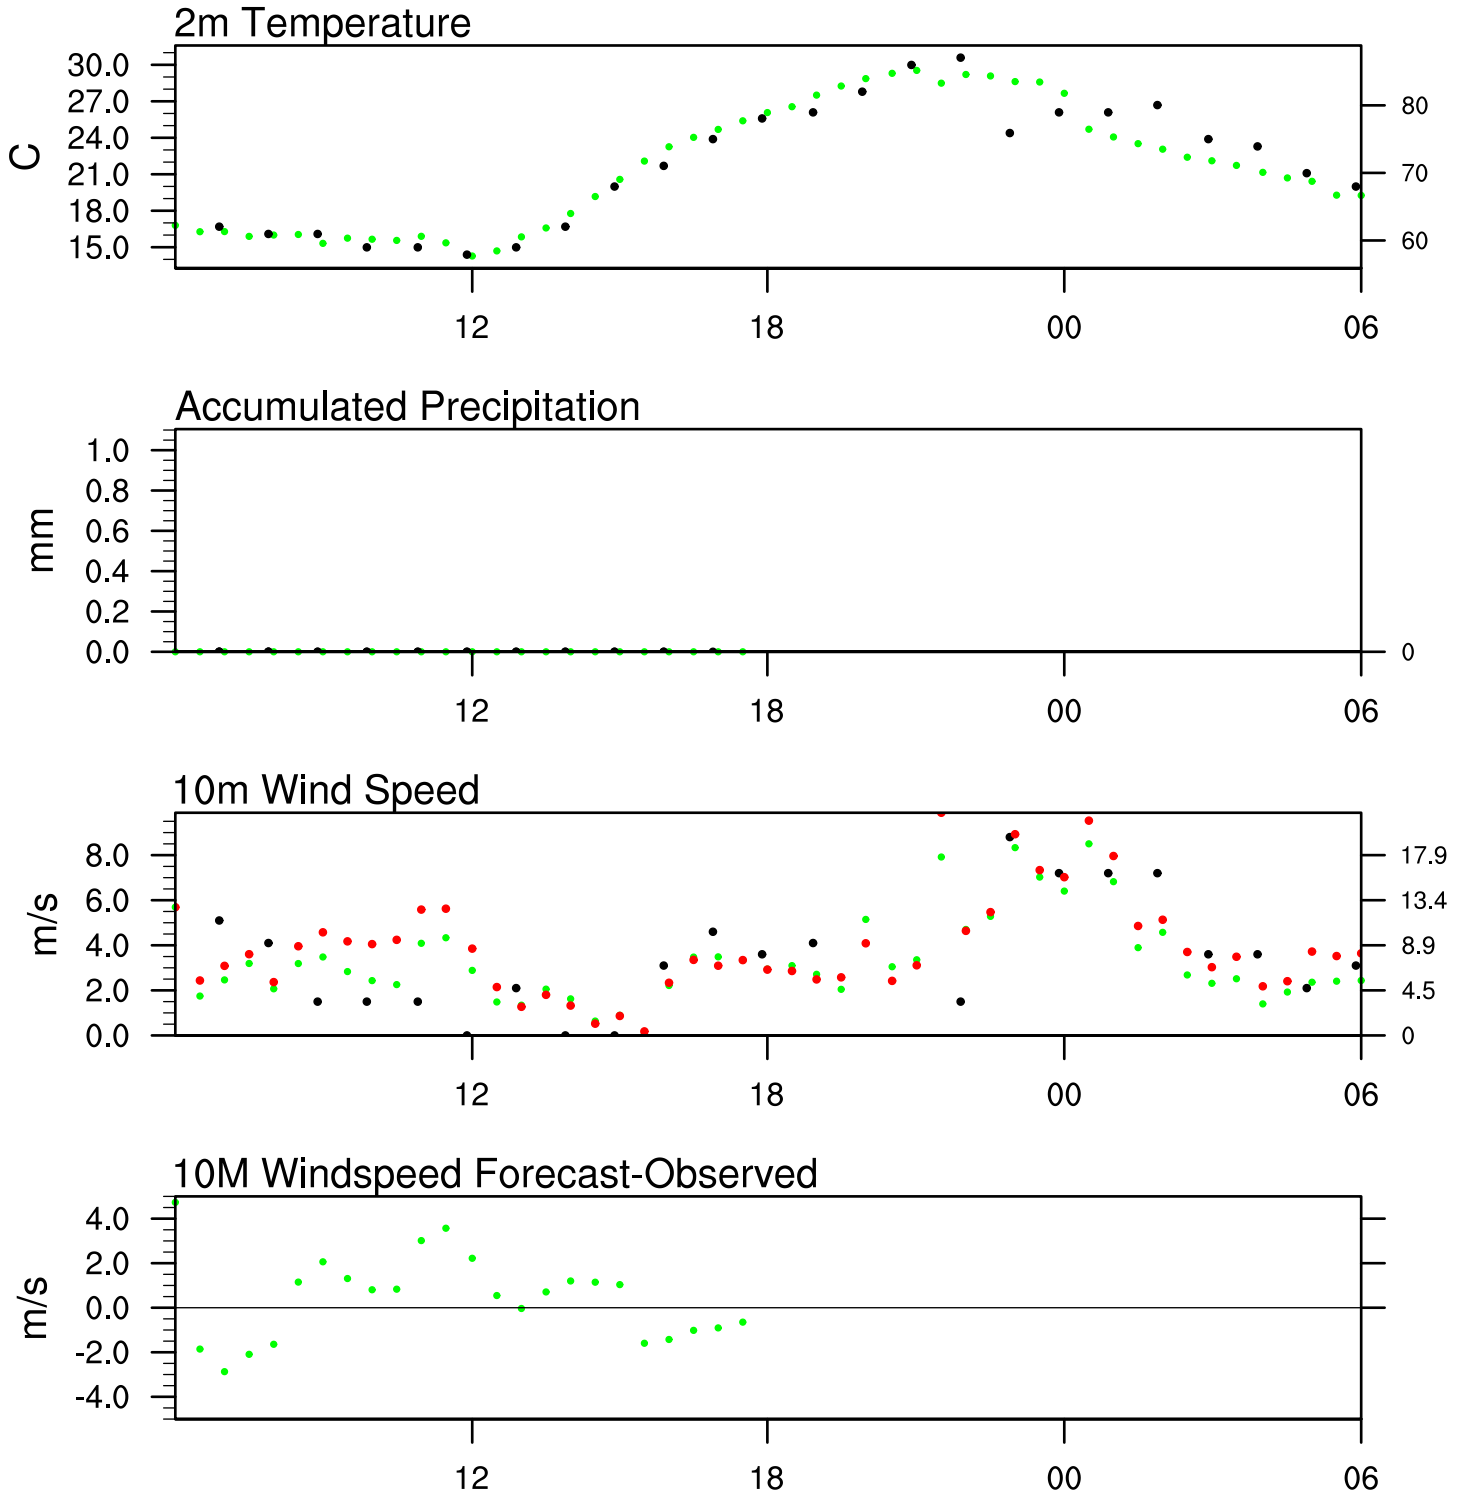 2m Temperature
30.0
27.0
24.0
21.0
18.0
15.0
C
80
70
60
12 18 00 06
Accumulated Precipitation
1.0
0.8
0.6
0.4
0.2
0.0
mm
0
12 18 00 06
10m Wind Speed
8.0
6.0
4.0
2.0
0.0
m/s
17.9
13.4
8.9
4.5
0
12 18 00 06
10M Windspeed Forecast-Observed
4.0
2.0
0.0
-2.0
-4.0
m/s
12 18 00 06